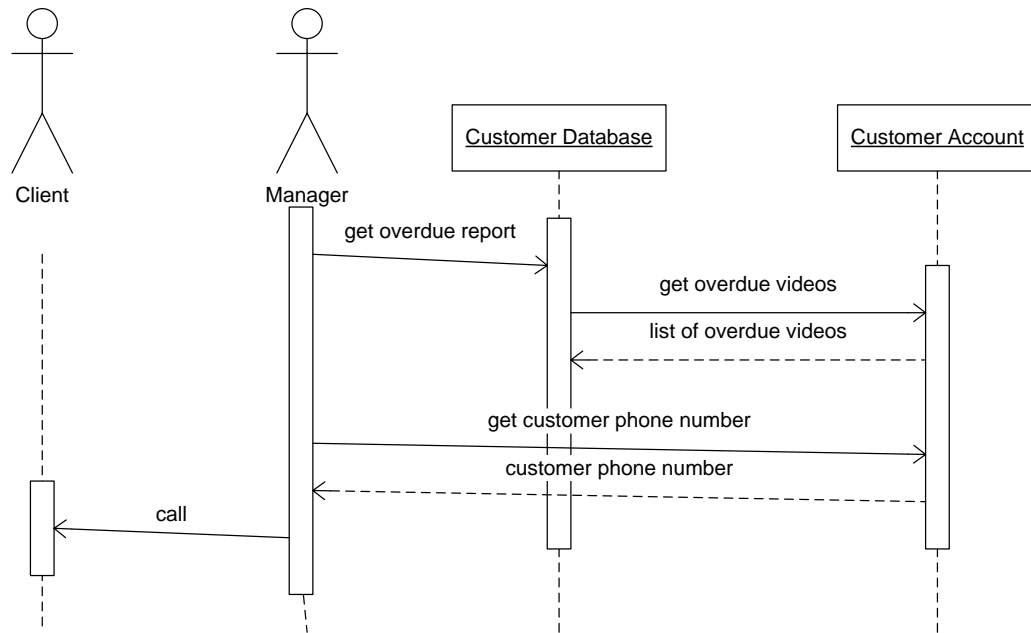 Customer Database
Customer Account
Client
Manager
get overdue report
get overdue videos
list of overdue videos
get customer phone number
customer phone number
call